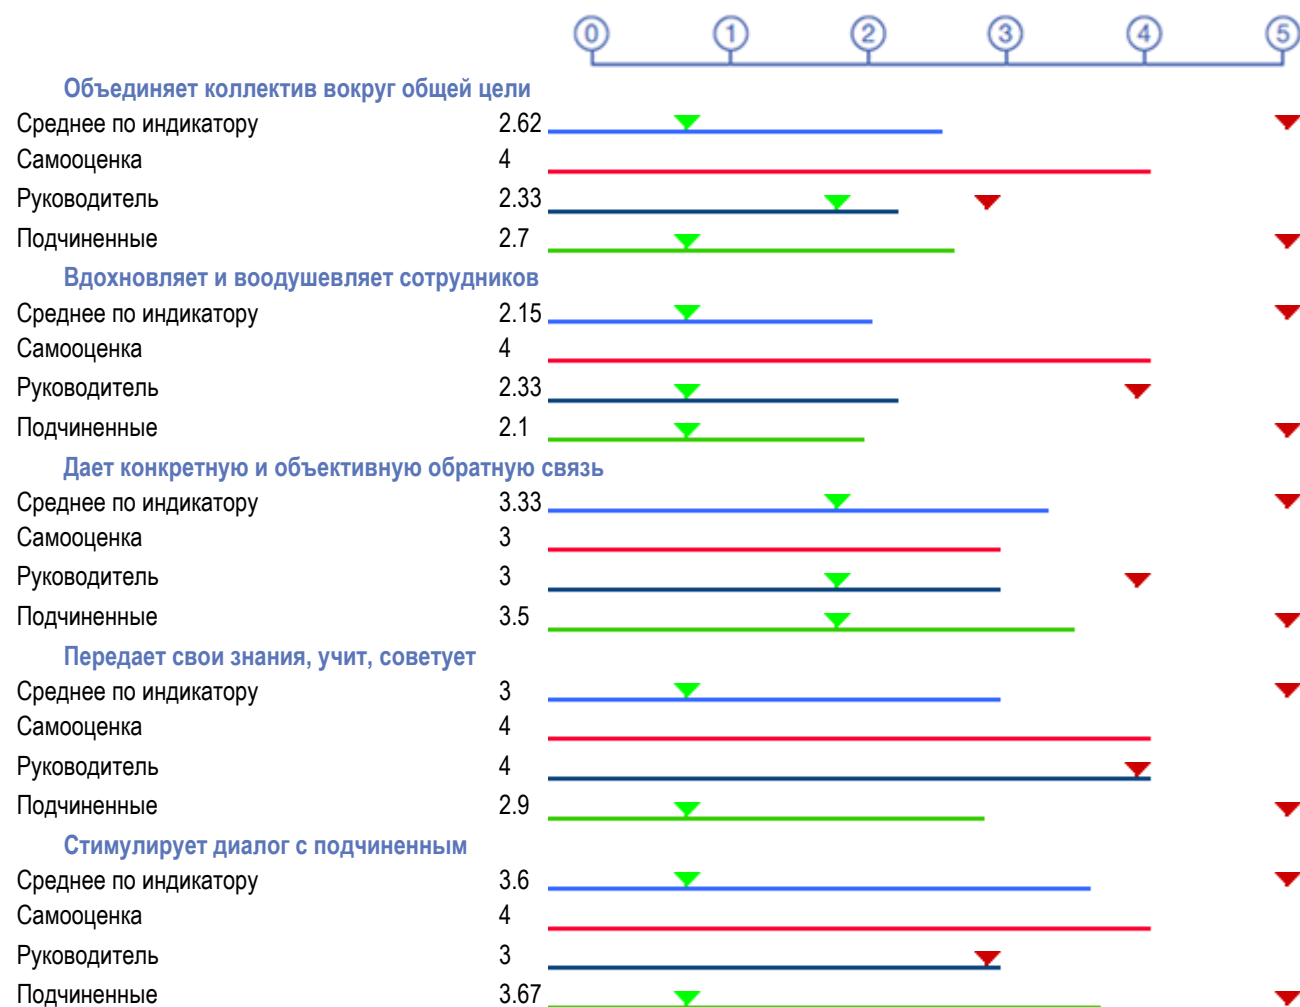 0 1 2 3 4 5
Объединяет коллектив вокруг общей цели
Среднее по индикатору 2.62
Самооценка 4
Руководитель 2.33
Подчиненные 2.7
Вдохновляет и воодушевляет сотрудников
Среднее по индикатору 2.15
Самооценка 4
Руководитель 2.33
Подчиненные 2.1
Дает конкретную и объективную обратную связь
Среднее по индикатору 3.33
Самооценка 3
Руководитель 3
Подчиненные 3.5
Передает свои знания, учит, советует
Среднее по индикатору 3
Самооценка 4
Руководитель 4
Подчиненные 2.9
Стимулирует диалог с подчиненным
Среднее по индикатору 3.6
Самооценка 4
Руководитель 3
Подчиненные 3.67